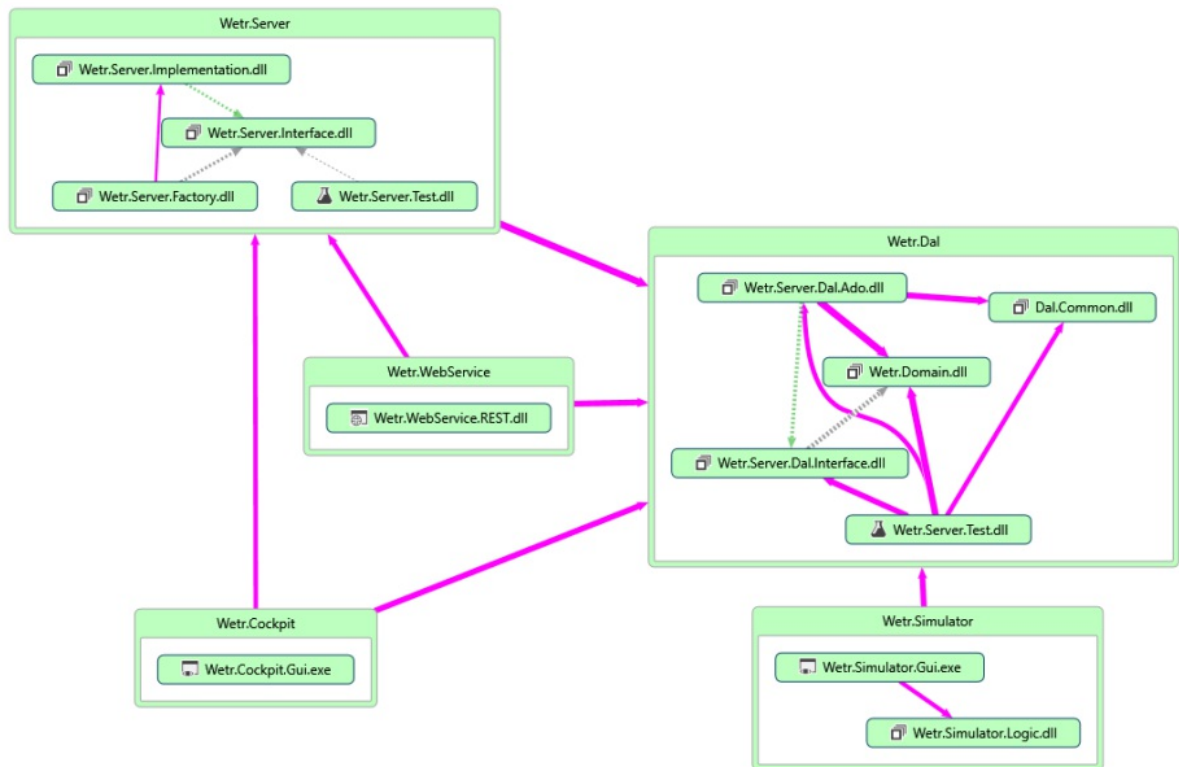 Wetr.Server
Wetr.Server.Implementation.dll
Wetr.Server.Interface.dll
Wetr.Server.Factory.dll
Wetr.Server.Test.dll
Wetr.Dal
Wetr.Server.Dal.Ado.dll
Dal.Common.dll
Wetr.Domain.dll
Wetr.Server.Dal.Interface.dll
Wetr.Server.Test.dll
Wetr.WebService
Wetr.WebService.REST.dll
Wetr.Cockpit
Wetr.Cockpit.Gui.exe
Wetr.Simulator
Wetr.Simulator.Gui.exe
Wetr.Simulator.Logic.dll